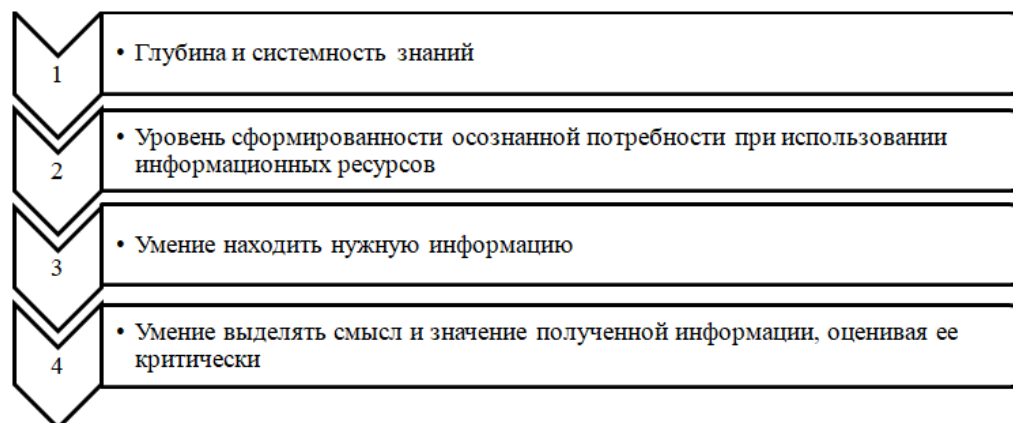 1
• Глубина и системность знаний
2
• Уровень сформированности осознанной потребности при использовании
информационных ресурсов
3
• Умение находить нужную информацию
4
• Умение выделять смысл и значение полученной информации, оценивая ее
критически